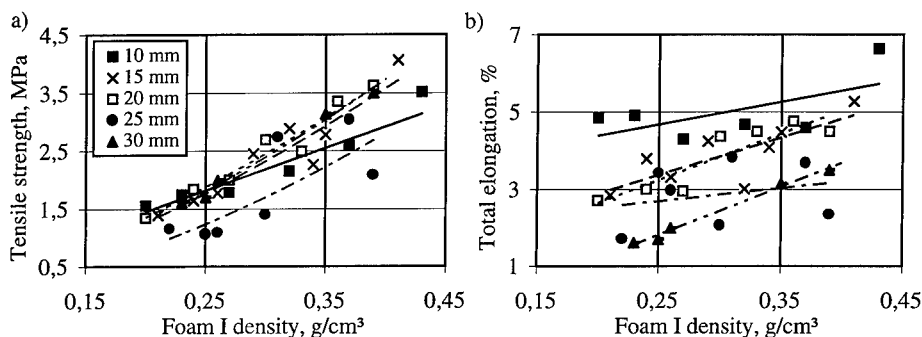 a)
Tensile strength, MPa
4,5
3,5
2,5
1,5
0,5
10 mm
15 mm
20 mm
25 mm
30 mm
0,15 0,25 0,35 0,45
Foam I density, g/cm³
b)
Total elongation, %
7
5
3
1
0,15 0,25 0,35 0,45
Foam I density, g/cm³